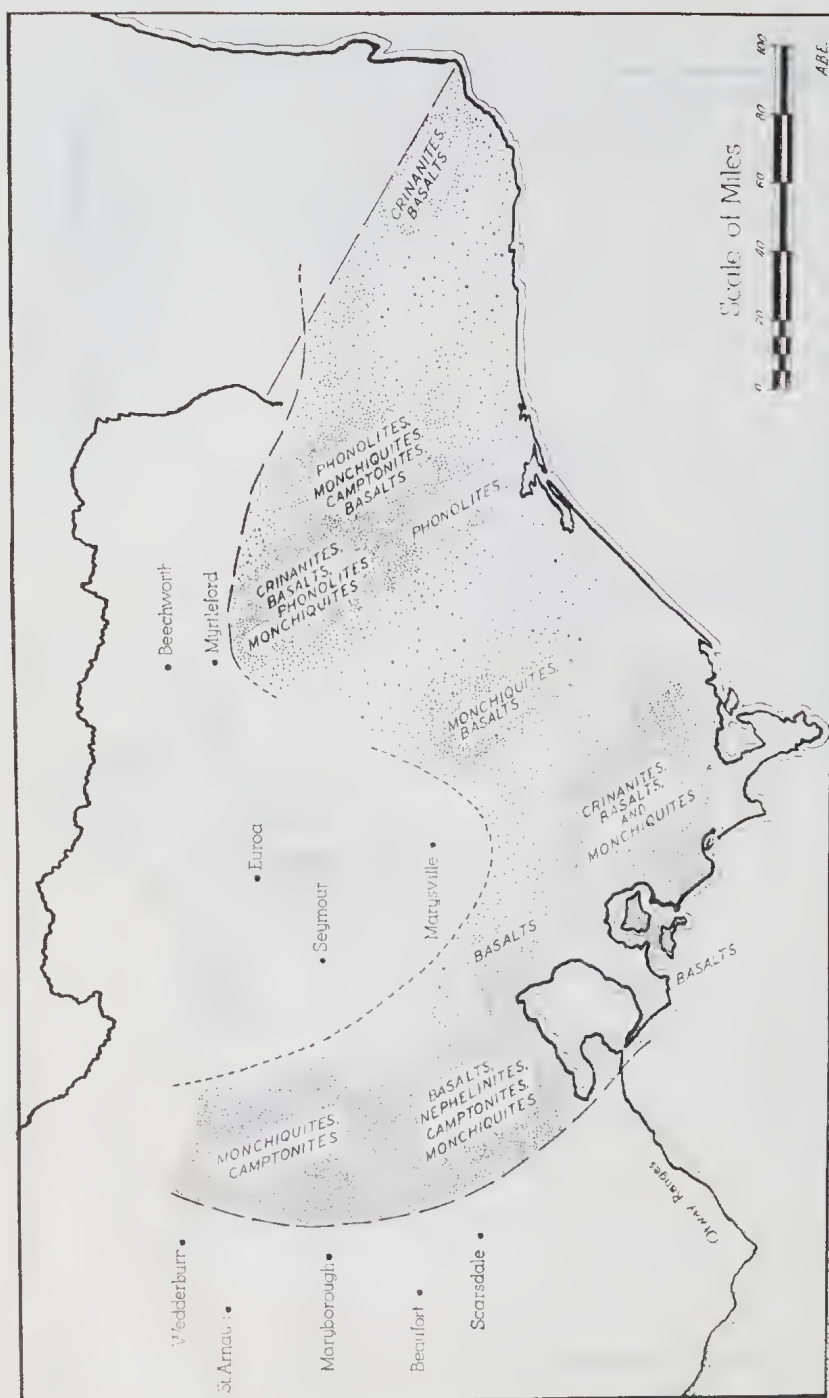 Wedderburn
St. Arnaud
Maryborough
Beaufort
Scarsdale
Beechworth
Myrtleford
Euroa
Seymour
Marysville
MONCHIQUITES.
CAMPTONITES
BASALTS,
NEPHELINITES,
CAMPTONITES,
MONCHIQUITES
BASALTS
BASALTS
CRINANITES,
BASALTS,
AND
MONCHIQUITES
MONCHIQUITES.
BASALTS
CRINANITES.
BASALTS.
PHONOLITES
MONCHIQUITES
PHONOLITES.
MONCHIQUITES.
CAMPTONITES.
BASALTS
PHONOLITES.
CRINANITES.
BASALTS
Otway Ranges
Scale of Miles
0 20 40 60 80 100
A.B.E.